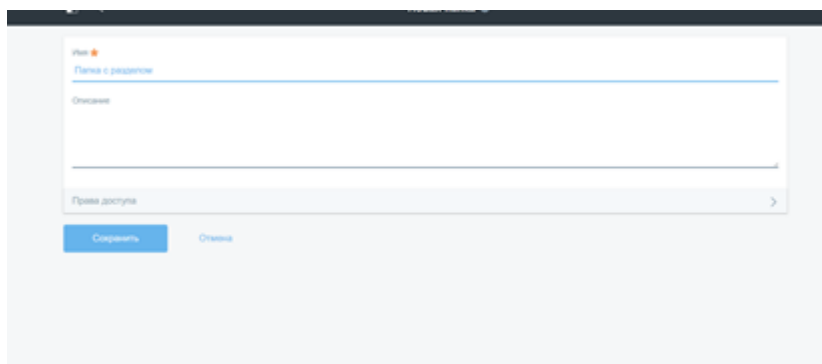 Имя
Папка с разделом
Описание
Права доступа
Сохранить
Отмена